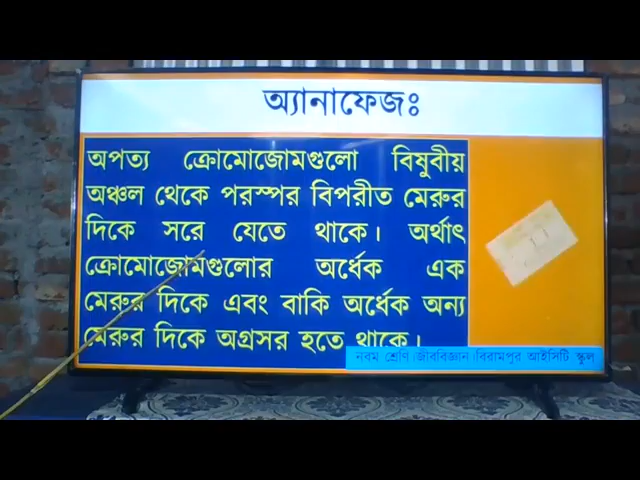 অ্যানাফেজঃ
অপত্য ক্রোমোজোমগুলো বিষুবীয়
অঞ্চল থেকে পরস্পর বিপরীত মেরুর
দিকে সরে যেতে থাকে। অর্থাৎ
ক্রোমোজোমগুলোর অর্ধেক এক
মেরুর দিকে এবং বাকি অর্ধেক অন্য
মেরুর দিকে অগ্রসর হতে থাকে।
নবম শ্রেণি।জীববিজ্ঞান।বিরামপুর আইসিটি স্কুল